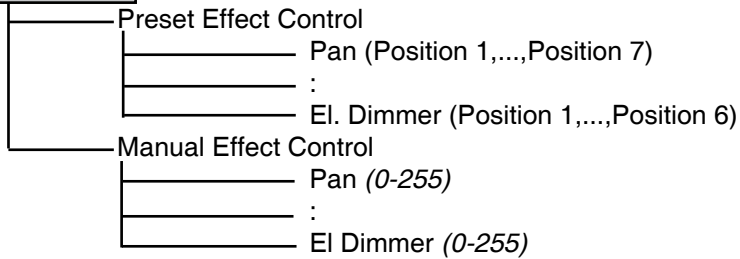 Preset Effect Control
Pan (Position 1,...,Position 7)
:
El. Dimmer (Position 1,...,Position 6)
Manual Effect Control
Pan (0-255)
:
El Dimmer (0-255)